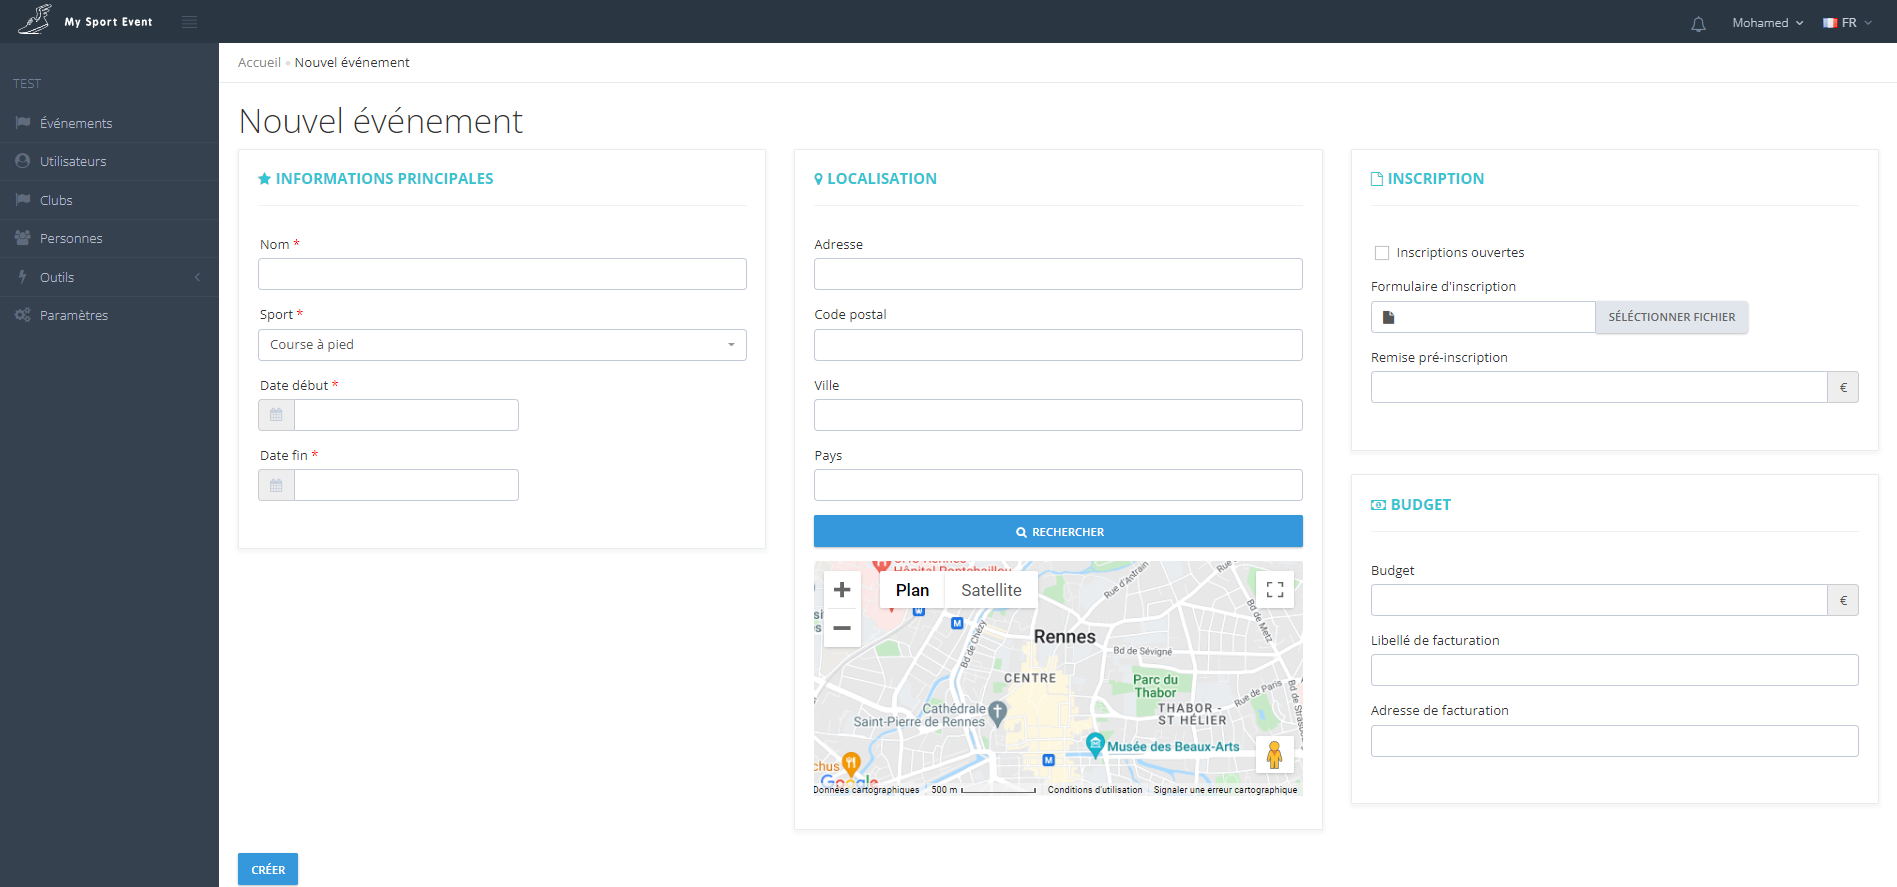 My Sport Event
Mohamed
FR
TEST
Événements
Utilisateurs
Clubs
Personnes
Outils
Paramètres
Accueil • Nouvel événement
Nouvel événement
INFORMATIONS PRINCIPALES
Nom *
Sport *
Course à pied
Date début *
Date fin *
LOCALISATION
Adresse
Code postal
Ville
Pays
RECHERCHER
Hôpital Pontchaillou
Plan
Satellite
Rue d'Antrain
Bd de Metz
M
M
Bd de Chézy
Rennes
Bd de Sévigné
CENTRE
Parc du
Thabor
Rue de Paris
THABOR -
ST HÉLIER
Cathédrale
Saint-Pierre de Rennes
Musée des Beaux-Arts
M
Google
Données cartographiques
500 m
Conditions d'utilisation
Signaler une erreur cartographique
INSCRIPTION
Inscriptions ouvertes
Formulaire d'inscription
SÉLÉCTIONNER FICHIER
Remise pré-inscription
€
BUDGET
Budget
€
Libellé de facturation
Adresse de facturation
CRÉER